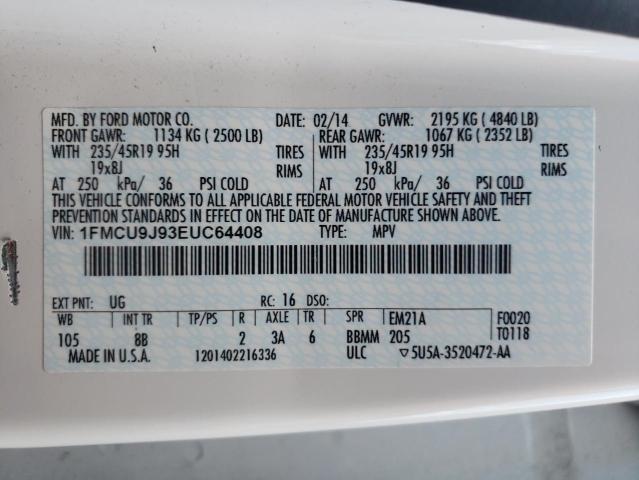 MFD. BY FORD MOTOR CO. DATE: 02/14 GVWR: 2195 KG ( 4840 LB)
FRONT GAWR: 1134 KG ( 2500 LB) REAR GAWR: 1067 KG ( 2352 LB)
WITH 235/45R19 95H TIRES WITH 235/45R19 95H TIRES
19x8J RIMS 19x8J RIMS
AT 250 kPa/ 36 PSI COLD AT 250 kPa/ 36 PSI COLD
THIS VEHICLE CONFORMS TO ALL APPLICABLE FEDERAL MOTOR VEHICLE SAFETY AND THEFT
PREVENTION STANDARDS IN EFFECT ON THE DATE OF MANUFACTURE SHOWN ABOVE.
VIN: 1FMCU9J93EUC64408 TYPE: MPV
EXT PNT: UG RC: 16 DSO:
WB INT TR TP/PS R AXLE TR SPR EM21A F0020
105 8B 2 3A 6 BBMM 205 T0118
MADE IN U.S.A. 1201402216336 ULC ▽5U5A-3520472-AA